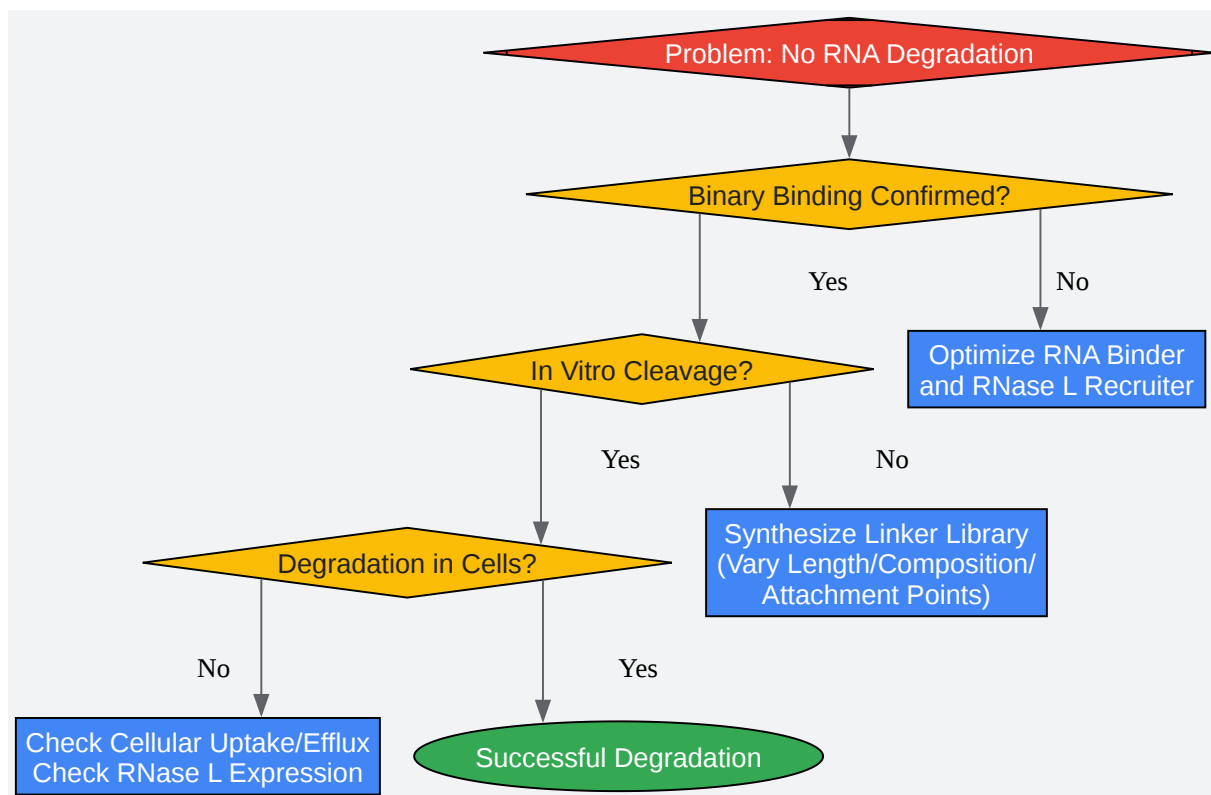 Problem: No RNA Degradation
Binary Binding Confirmed?
Yes
No
Optimize RNA Binder
and RNase L Recruiter
In Vitro Cleavage?
Yes
No
Synthesize Linker Library
(Vary Length/Composition/
Attachment Points)
Degradation in Cells?
No
Yes
Check Cellular Uptake/Efflux
Check RNase L Expression
Successful Degradation